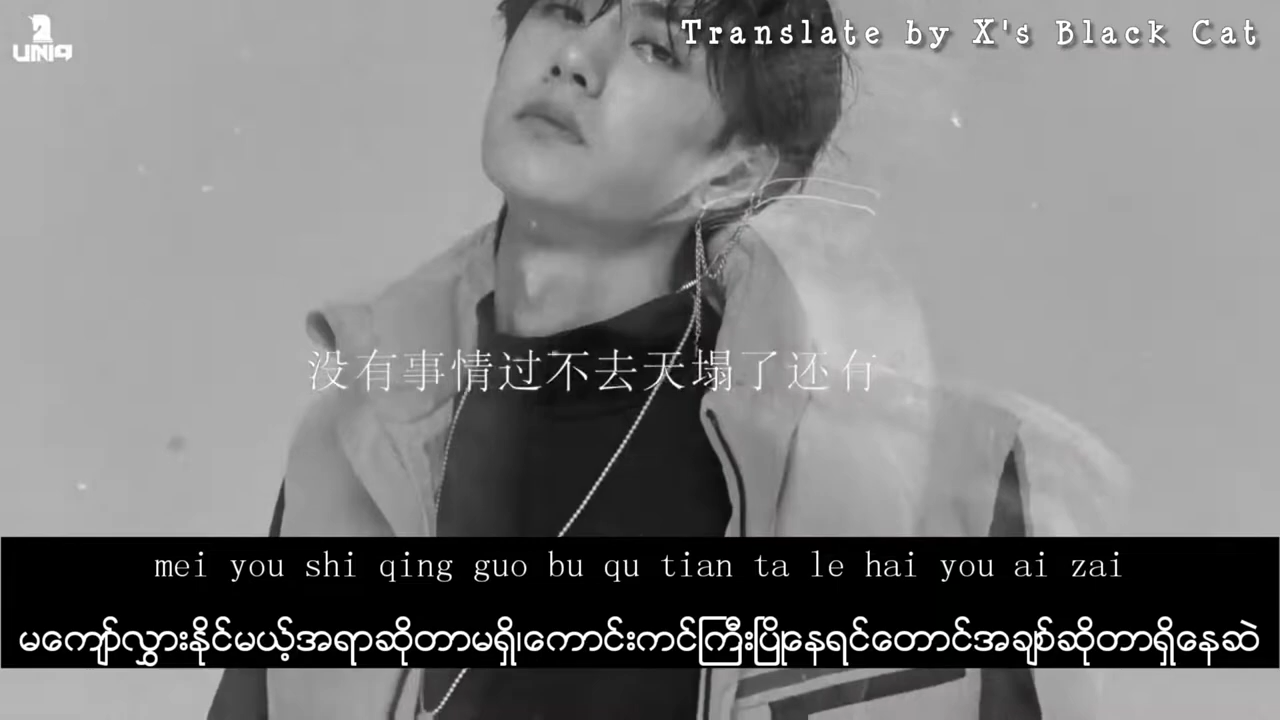 UNIQ
Translate by X's Black Cat
没有事情过不去天塌了还有
mei you shi qing guo bu qu tian ta le hai you ai zai
မကျော်လွှားနိုင်မယ့်အရာဆိုတာမရှိ၊ကောင်းကင်ကြီးပြိုနေရင်တောင်အချစ်ဆိုတာရှိနေဆဲ